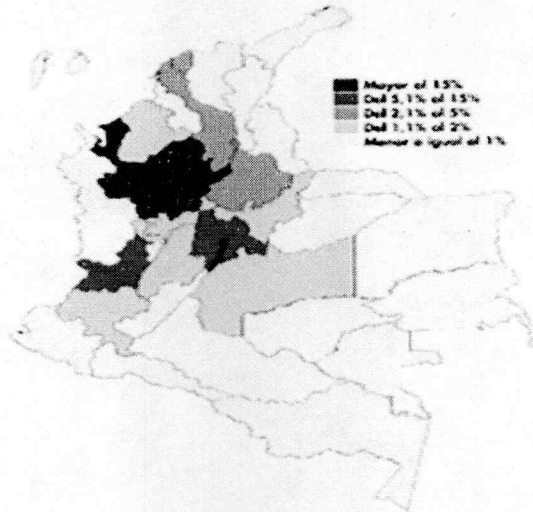 Mayor al 15%
Del 5,1% al 15%
Del 2,1% al 5%
Del 1,1% al 2%
Menor o igual al 1%